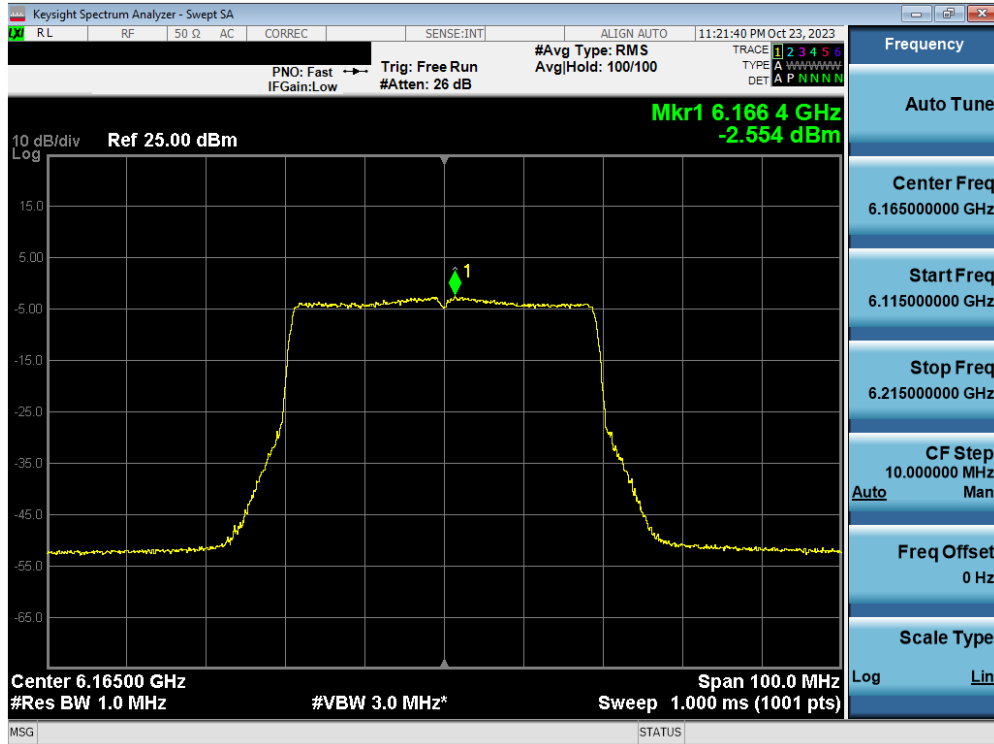 Keysight Spectrum Analyzer - Swept SA
LXI RL RF 50 Ω AC CORREC SENSE:INT ALIGN AUTO 11:21:40 PM Oct 23, 2023
PNO: Fast
IFGain:Low
Trig: Free Run
#Atten: 26 dB
#Avg Type: RMS
Avg|Hold: 100/100
TRACE 1 2 3 4 5 6
TYPE A WWWWW
DET A P N N N N
Mkr1 6.166 4 GHz
-2.554 dBm
10 dB/div
Log
Ref 25.00 dBm
15.0
5.00
-5.00
-15.0
-25.0
-35.0
-45.0
-55.0
-65.0
1
Center 6.16500 GHz
Span 100.0 MHz
#Res BW 1.0 MHz
#VBW 3.0 MHz*
Sweep 1.000 ms (1001 pts)
MSG
STATUS
Frequency
Auto Tune
Center Freq
6.165000000 GHz
Start Freq
6.115000000 GHz
Stop Freq
6.215000000 GHz
CF Step
10.000000 MHz
Auto Man
Freq Offset
0 Hz
Scale Type
Log Lin